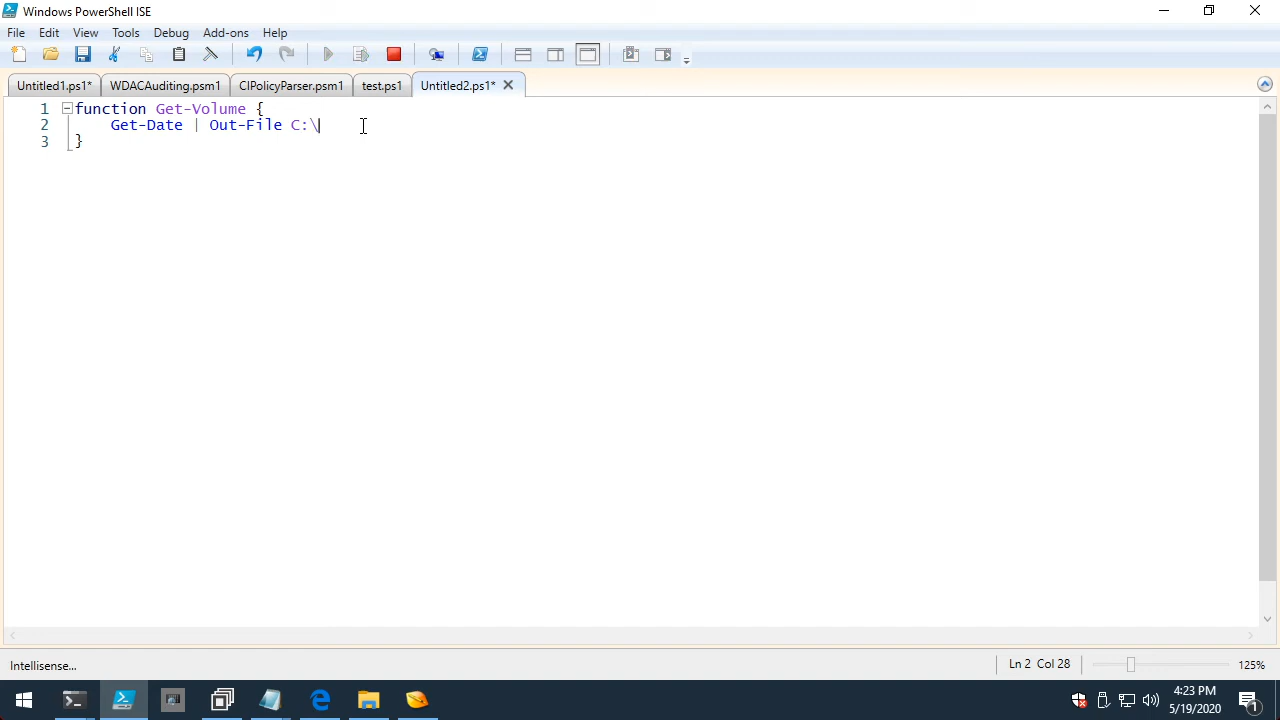 Windows PowerShell ISE
File Edit View Tools Debug Add-ons Help
Untitled1.ps1* WDACAuditing.psm1 CIPolicyParser.psm1 test.ps1 Untitled2.ps1*
1 function Get-Volume {
2 Get-Date | Out-File C:\
3 }
Intellisense... Ln 2 Col 28 125%
4:23 PM
5/19/2020
1